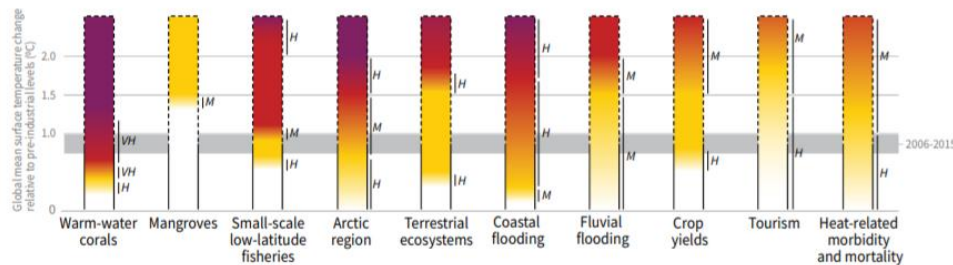 Global mean surface temperature change
relative to pre-industrial levels (°C)
2.0
1.5
1.0
0
2006-2015
VH
VH
H
M
H
M
H
H
M
H
H
H
H
H
M
M
M
M
H
M
H
M
H
Warm-water
corals
Mangroves
Small-scale
low-latitude
fisheries
Arctic
region
Terrestrial
ecosystems
Coastal
flooding
Fluvial
flooding
Crop
yields
Tourism
Heat-related
morbidity
and mortality